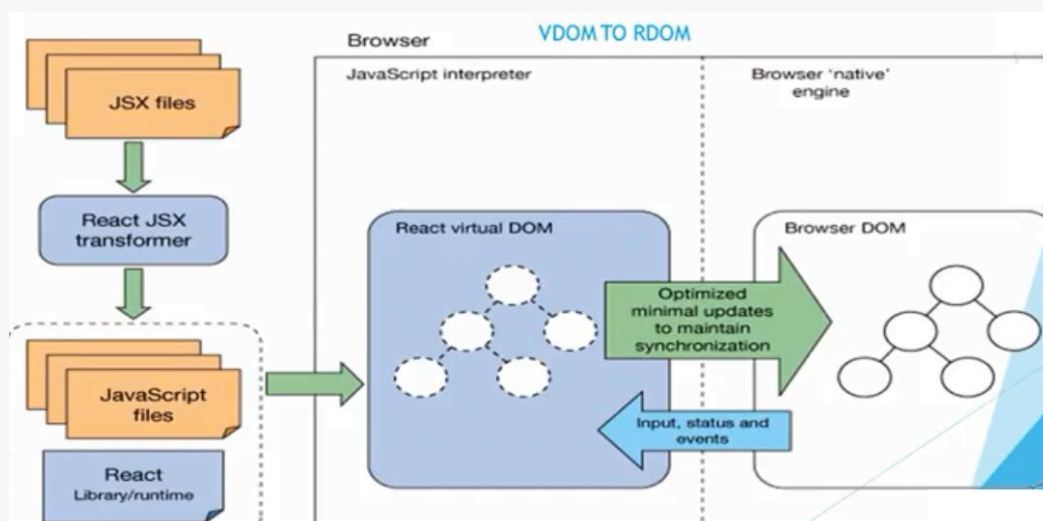 VDOM TO RDOM
Browser
JavaScript interpreter
Browser ‘native’
engine
JSX files
React JSX
transformer
JavaScript
files
React
Library/runtime
React virtual DOM
Optimized
minimal updates
to maintain
synchronization
Input, status and
events
Browser DOM